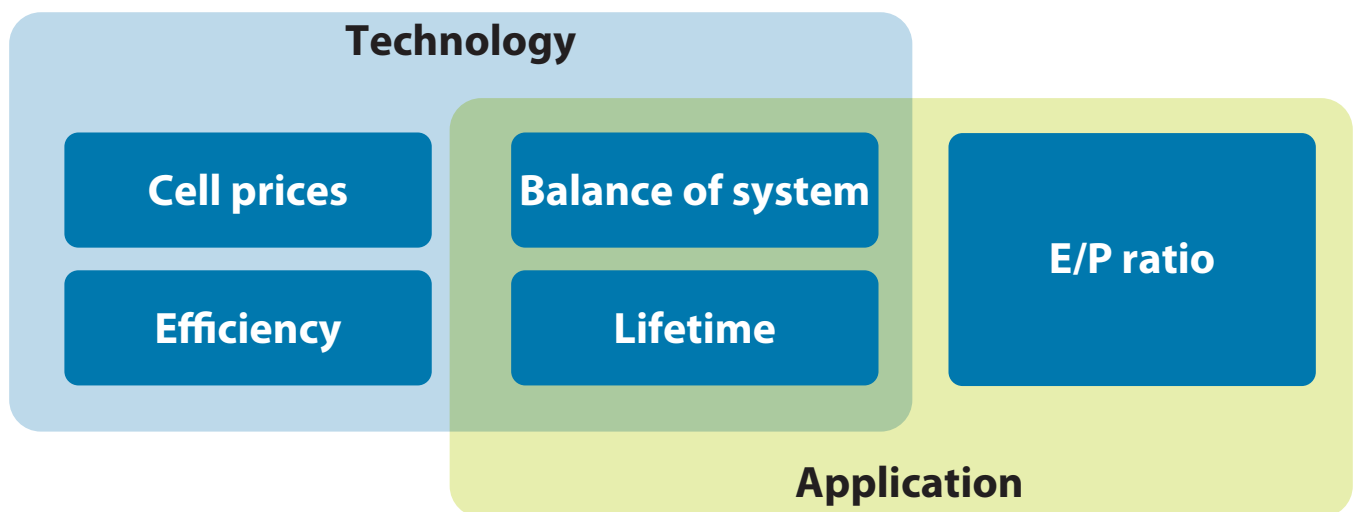 Technology
Cell prices
Balance of system
E/P ratio
Efficiency
Lifetime
Application